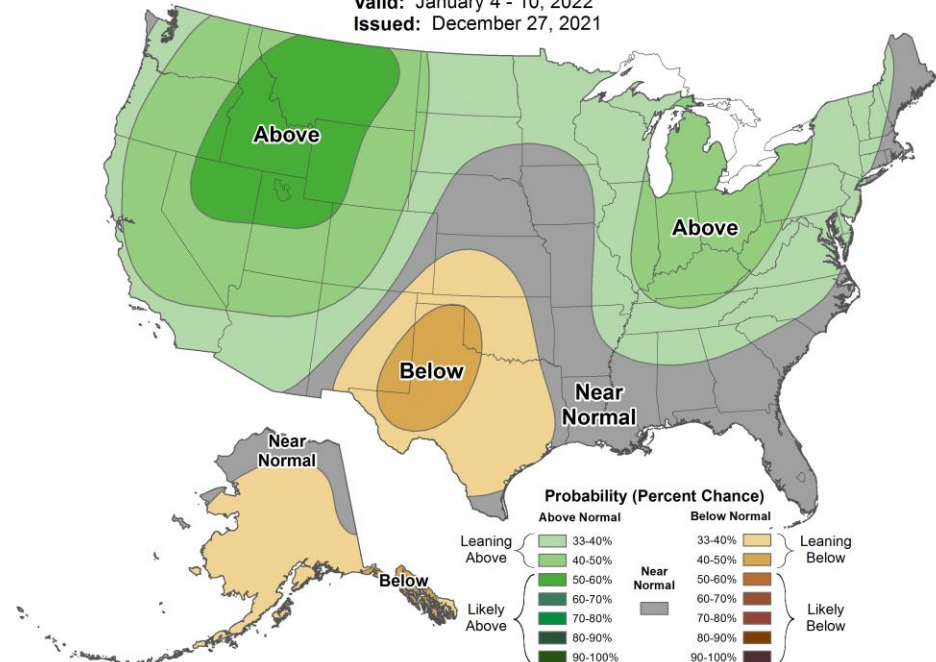 Valid: January 4 - 10, 2022
Issued: December 27, 2021
Above
Above
Below
Near
Normal
Near
Normal
Below
Probability (Percent Chance)
Above Normal
Below Normal
Leaning
Above
33-40%
40-50%
50-60%
60-70%
70-80%
80-90%
90-100%
Likely
Above
Near
Normal
33-40%
40-50%
50-60%
60-70%
70-80%
80-90%
90-100%
Leaning
Below
Likely
Below